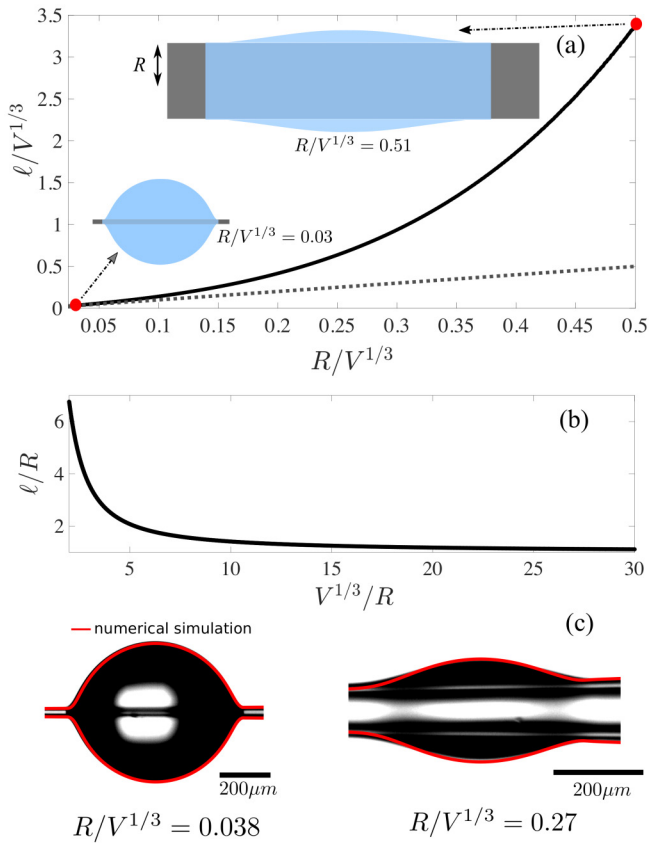 3.5
(a)
3
R
2.5
ℓ/V^{1/3}
2
R/V^{1/3} = 0.51
1.5
1
R/V^{1/3} = 0.03
0.5
0
0.05 0.1 0.15 0.2 0.25 0.3 0.35 0.4 0.45 0.5
R/V^{1/3}
(b)
6
ℓ/R
4
2
5 10 15 20 25 30
V^{1/3}/R
(c)
numerical simulation
200μm 200μm
R/V^{1/3} = 0.038 R/V^{1/3} = 0.27